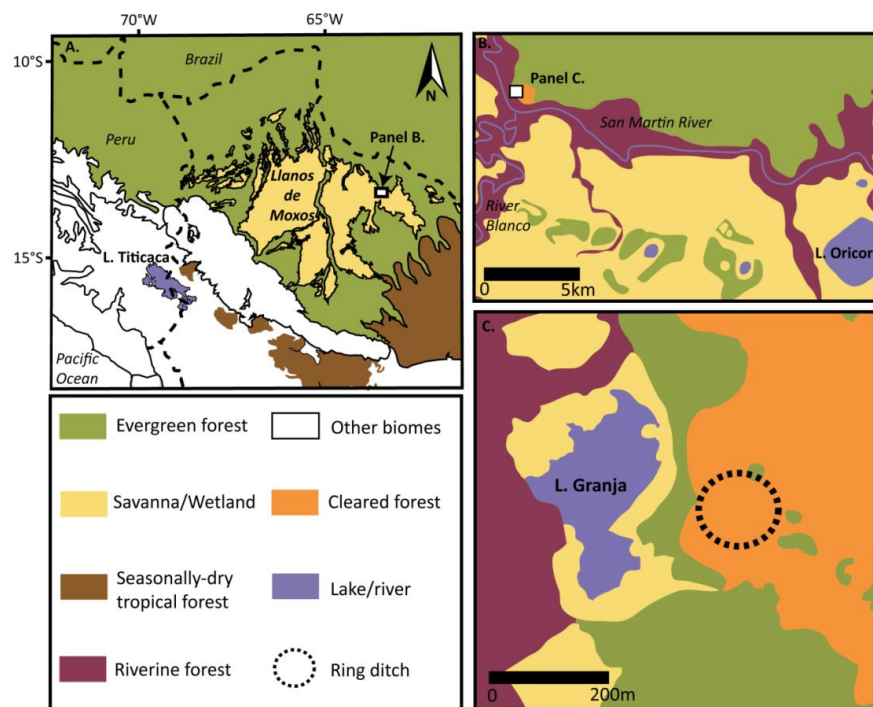 70°W
65°W
10°S
15°S
A.
Brazil
Peru
N
Panel B.
Llanos
de
Moxos
L. Titicaca
Pacific
Ocean
B.
Panel C.
San Martin River
River
Blanco
L. Oricor
0
5km
C.
L. Granja
0
200m
Evergreen forest
Other biomes
Savanna/Wetland
Cleared forest
Seasonally-dry
tropical forest
Lake/river
Riverine forest
Ring ditch